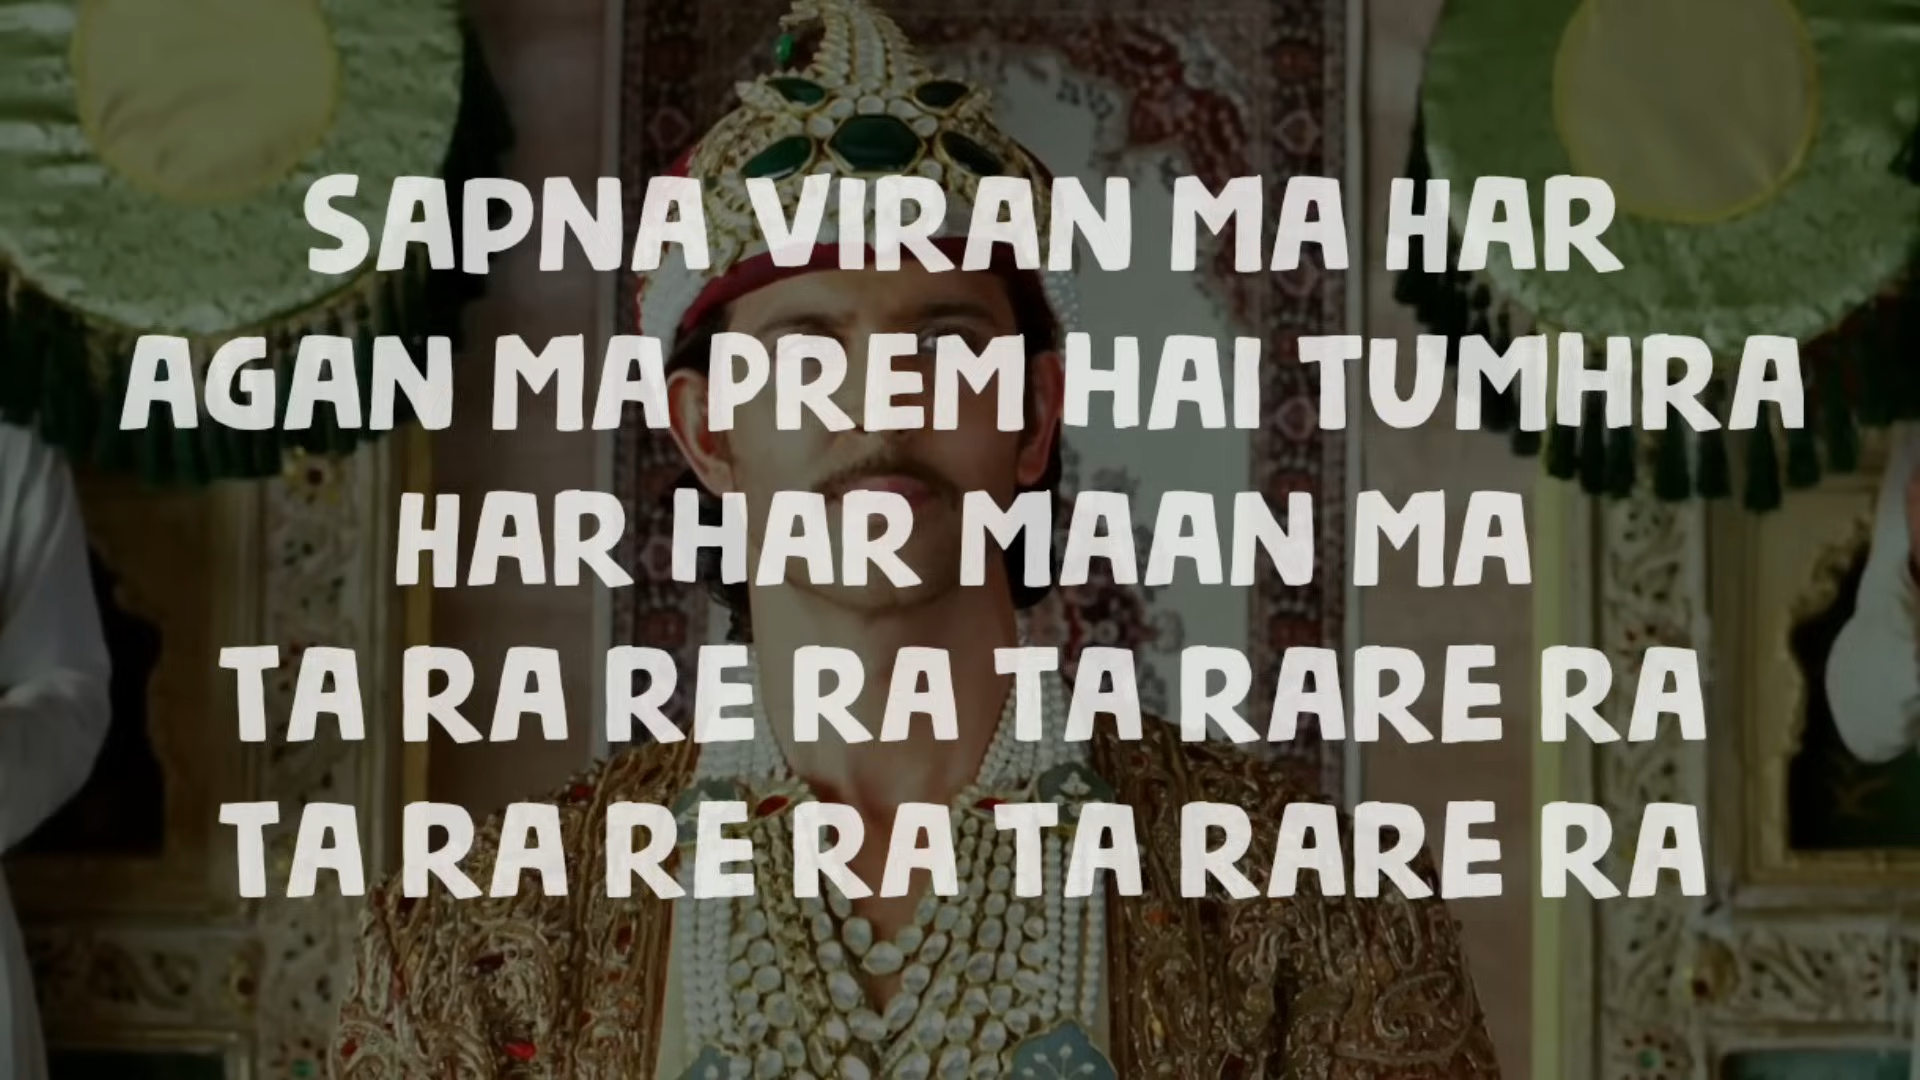 SAPNA VIRAN MA HAR
AGAN MA PREM HAI TUMHRA
HAR HAR MAAN MA
TA RA RE RA TA RARE RA
TA RA RE RA TA RARE RA